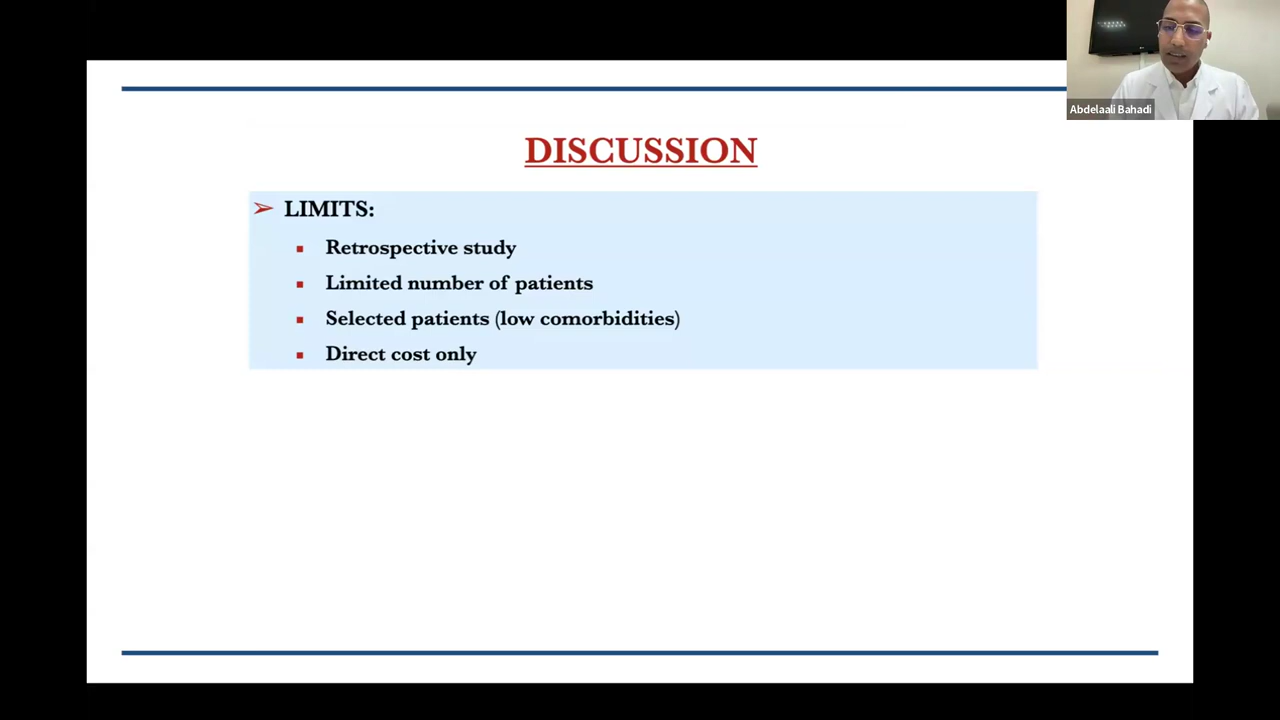 Abdelaali Bahadi
DISCUSSION
➢ LIMITS:
▪ Retrospective study
▪ Limited number of patients
▪ Selected patients (low comorbidities)
▪ Direct cost only